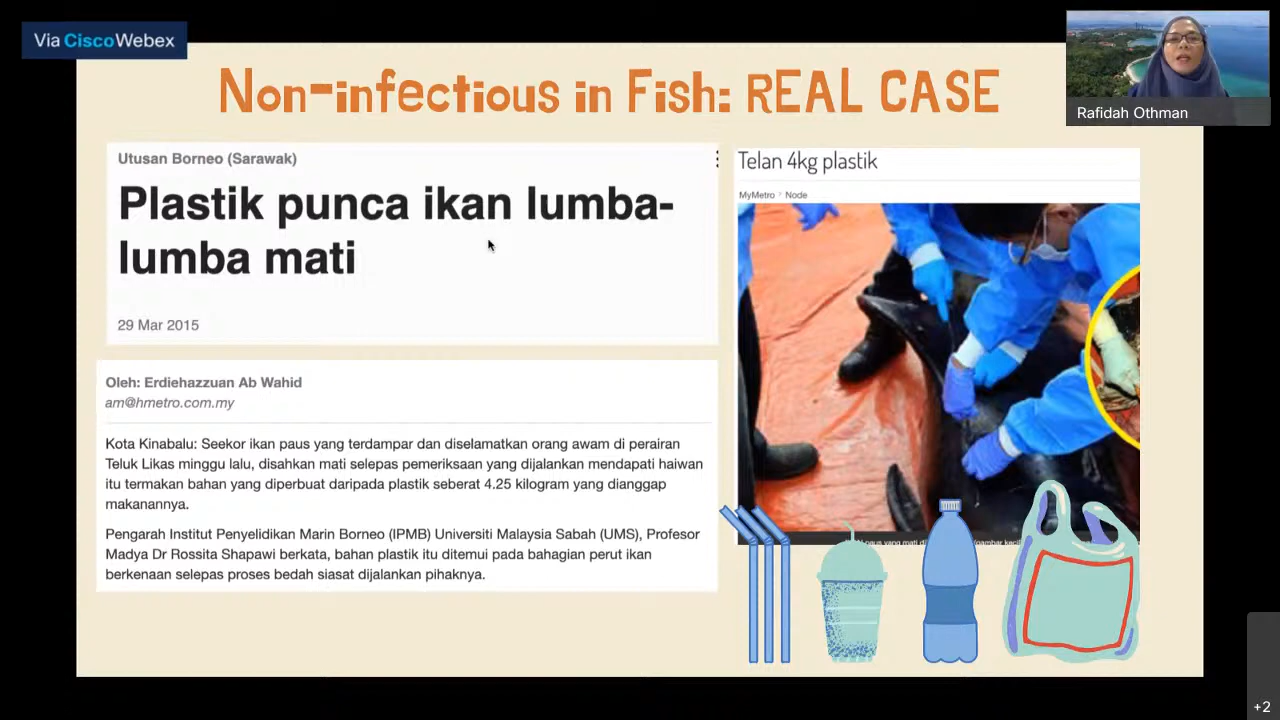 Via CiscoWebex
Non-infectious in Fish: REAL CASE
Rafidah Othman
Utusan Borneo (Sarawak)
Plastik punca ikan lumba-
lumba mati
29 Mar 2015
Oleh: Erdiehazzuan Ab Wahid
am@hmetro.com.my
Kota Kinabalu: Seekor ikan paus yang terdampar dan diselamatkan orang awam di perairan
Teluk Likas minggu lalu, disahkan mati selepas pemeriksaan yang dijalankan mendapati haiwan
itu termakan bahan yang diperbuat daripada plastik seberat 4.25 kilogram yang dianggap
makanannya.
Pengarah Institut Penyelidikan Marin Borneo (IPMB) Universiti Malaysia Sabah (UMS), Profesor
Madya Dr Rossita Shapawi berkata, bahan plastik itu ditemui pada bahagian perut ikan
berkenaan selepas proses bedah siasat dijalankan pihaknya.
Telan 4kg plastik
MyMetro › Node
paus yang mati di
+2